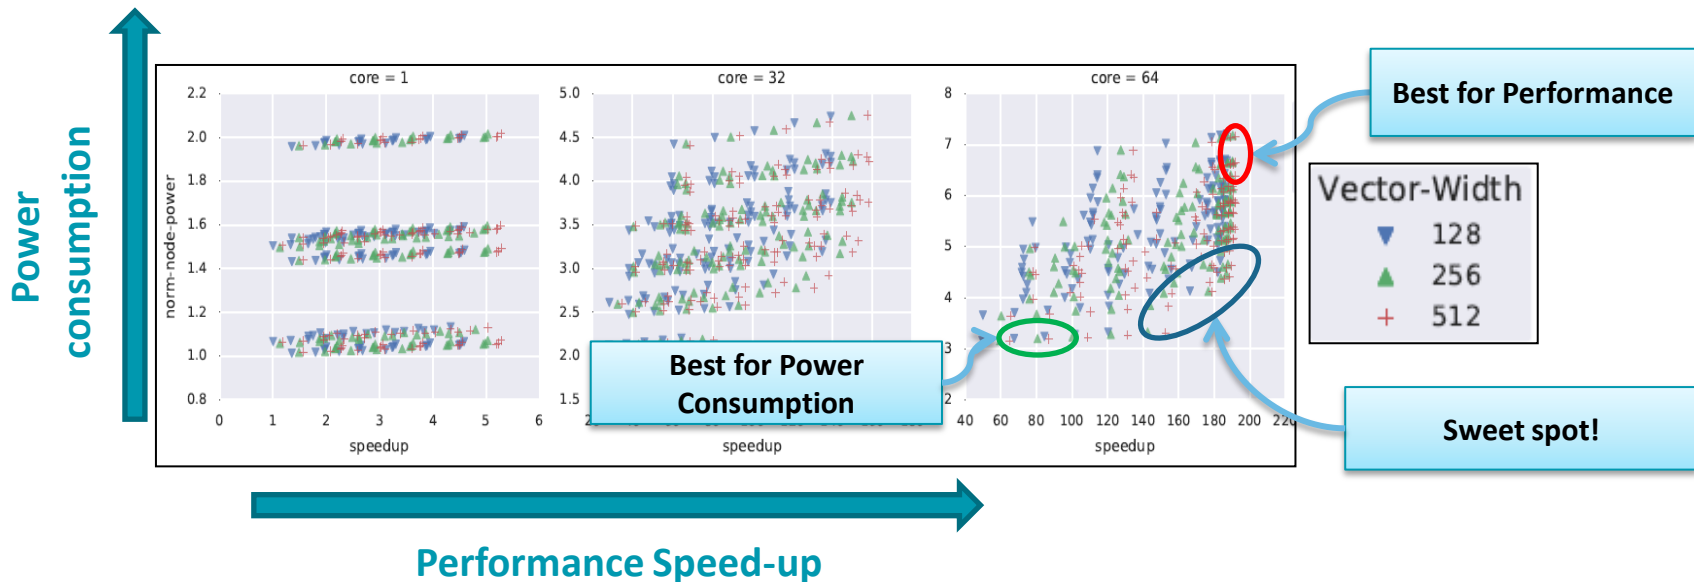 Power
consumption
core = 1
core = 32
core = 64
norm-node-power
2.2
2.0
1.8
1.6
1.4
1.2
1.0
0.8
0 1 2 3 4 5 6
speedup
5.0
4.5
4.0
3.5
3.0
2.5
2.0
1.5
speedup
8
7
6
5
4
3
2
40 60 80 100 120 140 160 180 200 220
speedup
Best for Performance
Vector-Width
128
256
512
Best for Power
Consumption
Sweet spot!
Performance Speed-up